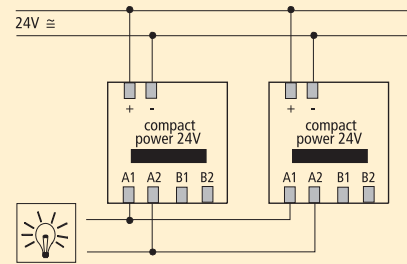 24V ≅
+ -
+ -
compact
power 24V
compact
power 24V
A1 A2 B1 B2
A1 A2 B1 B2